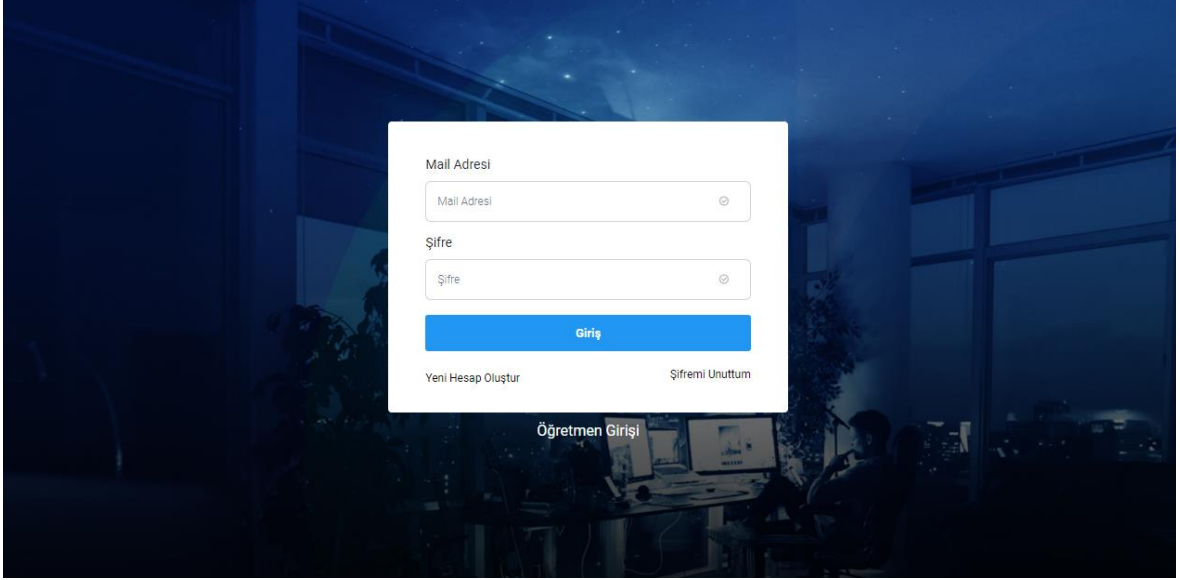 Mail Adresi
Mail Adresi
Şifre
Şifre
Giriş
Yeni Hesap Oluştur
Şifremi Unuttum
Öğretmen Girişi